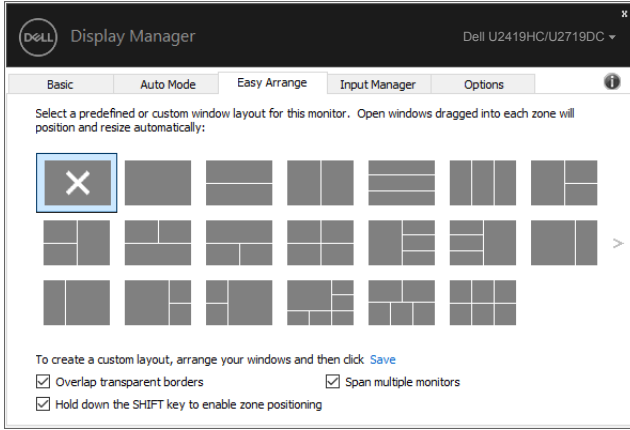 x
DELL Display Manager Dell U2419HC/U2719DC
Basic Auto Mode Easy Arrange Input Manager Options i
Select a predefined or custom window layout for this monitor. Open windows dragged into each zone will
position and resize automatically:
>
To create a custom layout, arrange your windows and then click Save
Overlap transparent borders Span multiple monitors
Hold down the SHIFT key to enable zone positioning